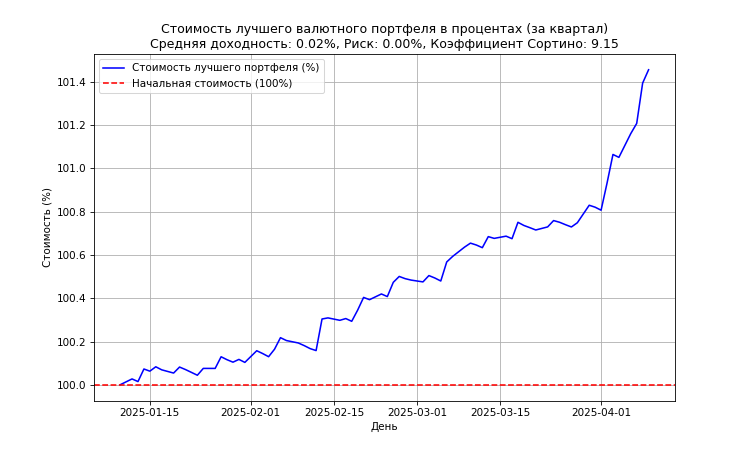 Стоимость лучшего валютного портфеля в процентах (за квартал)
Средняя доходность: 0.02%, Риск: 0.00%, Коэффициент Сортино: 9.15
Стоимость лучшего портфеля (%)
Начальная стоимость (100%)
Стоимость (%)
101.4
101.2
101.0
100.8
100.6
100.4
100.2
100.0
2025-01-15
2025-02-01
2025-02-15
2025-03-01
2025-03-15
2025-04-01
День